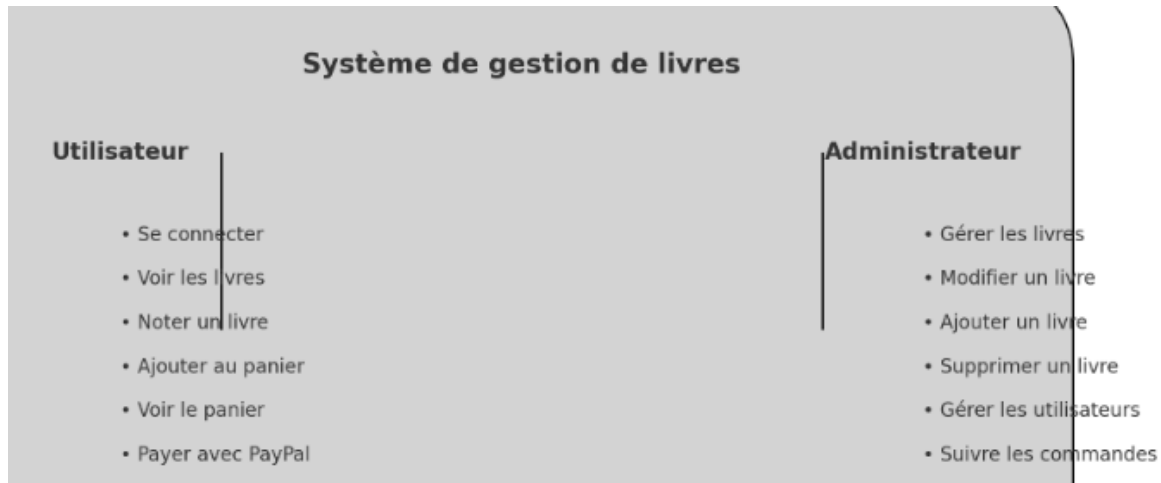 Système de gestion de livres
Utilisateur
• Se connecter
• Voir les livres
• Noter un livre
• Ajouter au panier
• Voir le panier
• Payer avec PayPal
Administrateur
• Gérer les livres
• Modifier un livre
• Ajouter un livre
• Supprimer un livre
• Gérer les utilisateurs
• Suivre les commandes